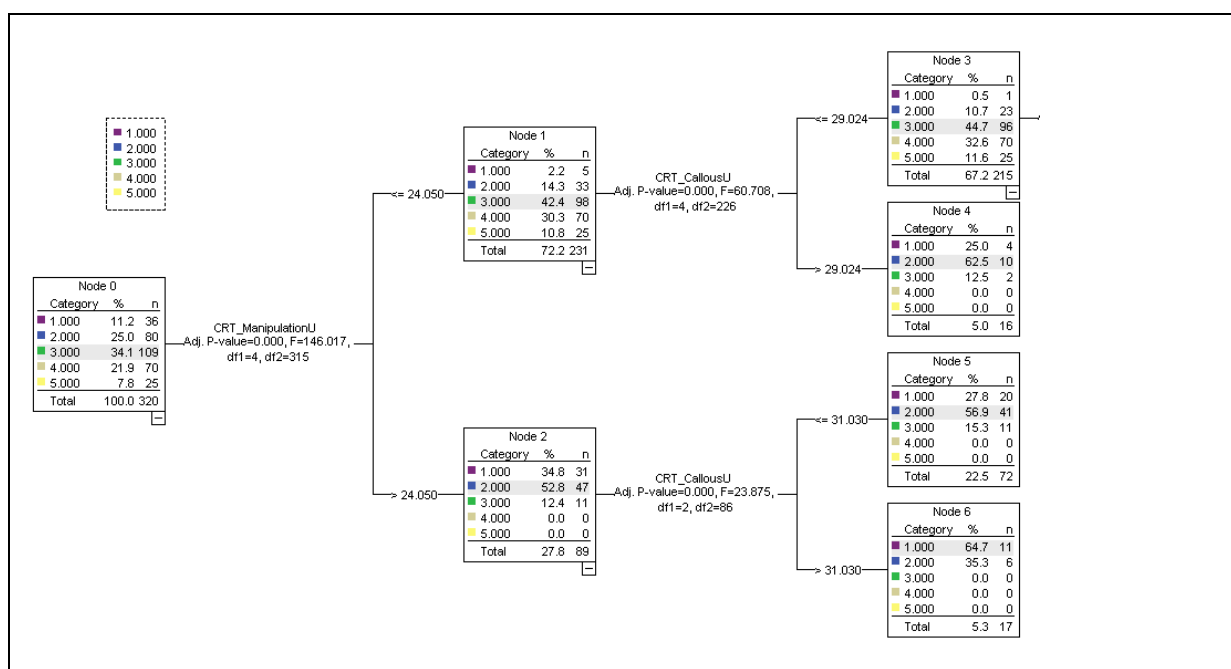 1.000
2.000
3.000
4.000
5.000
Node 0
Category % n
1.000 11.2 36
2.000 25.0 80
3.000 34.1 109
4.000 21.9 70
5.000 7.8 25
Total 100.0 320
CRT_ManipulationU
Adj. P-value=0.000, F=146.017,
df1=4, df2=315
<= 24.050
Node 1
Category % n
1.000 2.2 5
2.000 14.3 33
3.000 42.4 98
4.000 30.3 70
5.000 10.8 25
Total 72.2 231
CRT_CallousU
Adj. P-value=0.000, F=60.708,
df1=4, df2=226
<= 29.024
Node 3
Category % n
1.000 0.5 1
2.000 10.7 23
3.000 44.7 96
4.000 32.6 70
5.000 11.6 25
Total 67.2 215
> 29.024
Node 4
Category % n
1.000 25.0 4
2.000 62.5 10
3.000 12.5 2
4.000 0.0 0
5.000 0.0 0
Total 5.0 16
> 24.050
Node 2
Category % n
1.000 34.8 31
2.000 52.8 47
3.000 12.4 11
4.000 0.0 0
5.000 0.0 0
Total 27.8 89
CRT_CallousU
Adj. P-value=0.000, F=23.875,
df1=2, df2=86
<= 31.030
Node 5
Category % n
1.000 27.8 20
2.000 56.9 41
3.000 15.3 11
4.000 0.0 0
5.000 0.0 0
Total 22.5 72
> 31.030
Node 6
Category % n
1.000 64.7 11
2.000 35.3 6
3.000 0.0 0
4.000 0.0 0
5.000 0.0 0
Total 5.3 17